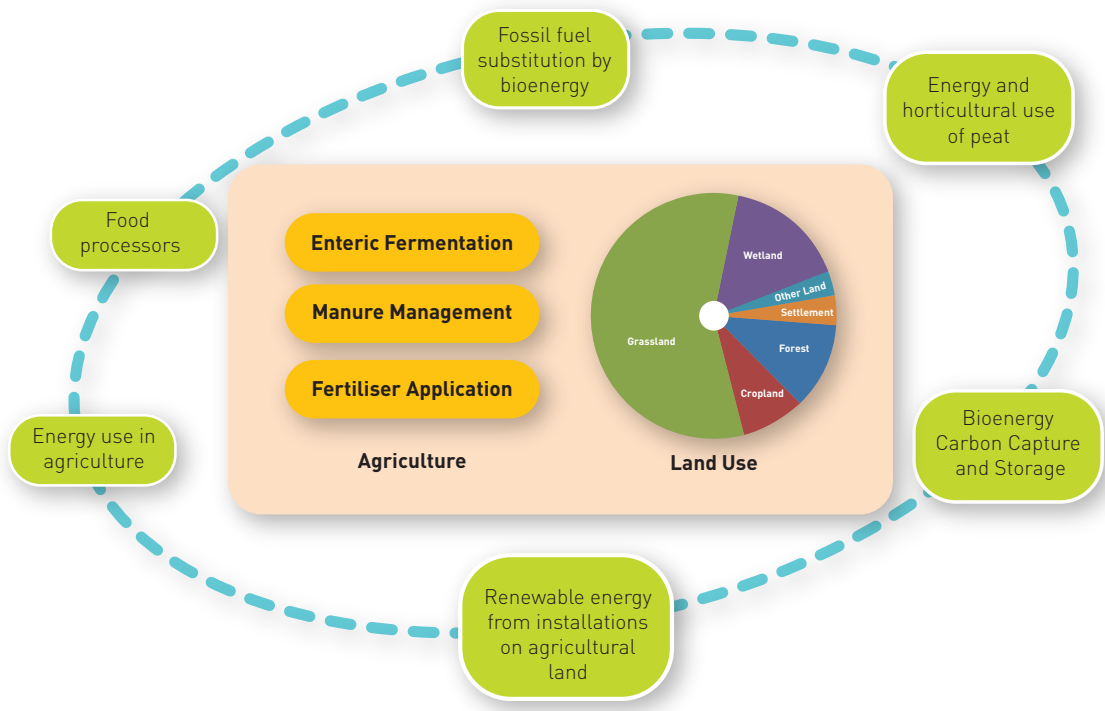 Fossil fuel
substitution by
bioenergy
Energy and
horticultural use
of peat
Food
processors
Enteric Fermentation
Manure Management
Fertiliser Application
Agriculture
Wetland
Other Land
Settlement
Grassland
Forest
Cropland
Land Use
Energy use in
agriculture
Bioenergy
Carbon Capture
and Storage
Renewable energy
from installations
on agricultural
land